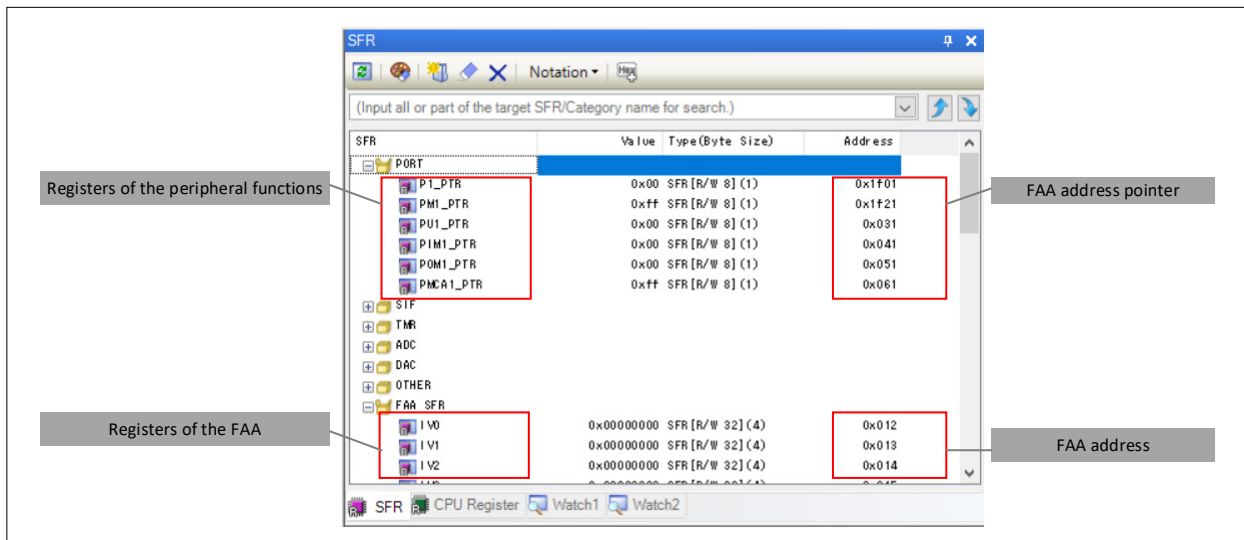 SFR
Notation
Hex
(Input all or part of the target SFR/Category name for search.)
SFR Value Type(Byte Size) Address
PORT
Registers of the peripheral functions P1_PTR 0x00 SFR[R/W 8](1) 0x1f01 FAA address pointer
PM1_PTR 0xff SFR[R/W 8](1) 0x1f21
PU1_PTR 0x00 SFR[R/W 8](1) 0x031
PIM1_PTR 0x00 SFR[R/W 8](1) 0x041
POM1_PTR 0x00 SFR[R/W 8](1) 0x051
PMCA1_PTR 0xff SFR[R/W 8](1) 0x061
SIF
TMR
ADC
DAC
OTHER
FAA SFR
Registers of the FAA IV0 0x00000000 SFR[R/W 32](4) 0x012
IV1 0x00000000 SFR[R/W 32](4) 0x013 FAA address
IV2 0x00000000 SFR[R/W 32](4) 0x014
SFR CPU Register Watch1 Watch2